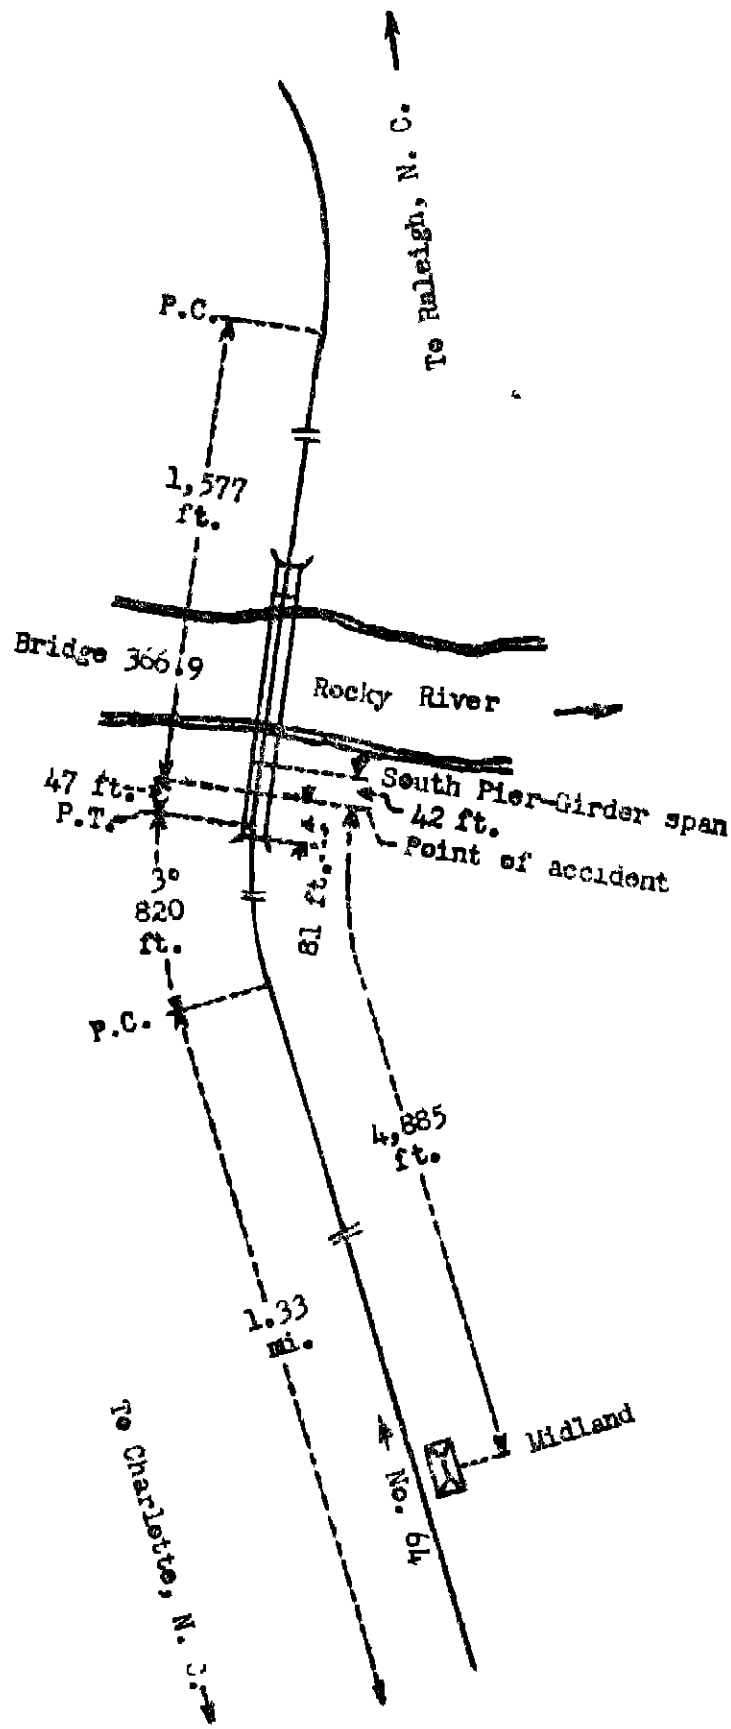 To Raleigh, N. C.
P.C.
1,577
ft.
Bridge 366.9
Rocky River
47 ft.
South Pier-Girder span
42 ft.
P.T.
Point of accident
3°
820
ft.
81 ft.
P.C.
4,885
ft.
1.33
mi.
Midland
No. 64
To Charlotte, N. C.